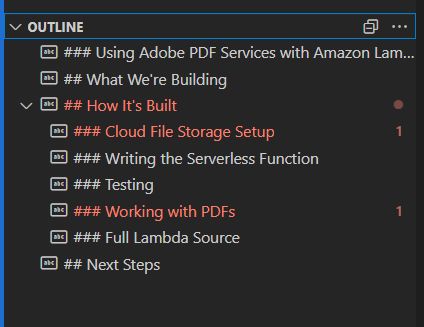 OUTLINE
### Using Adobe PDF Services with Amazon Lam...
## What We're Building
## How It's Built
### Cloud File Storage Setup 1
### Writing the Serverless Function
### Testing
### Working with PDFs 1
### Full Lambda Source
## Next Steps